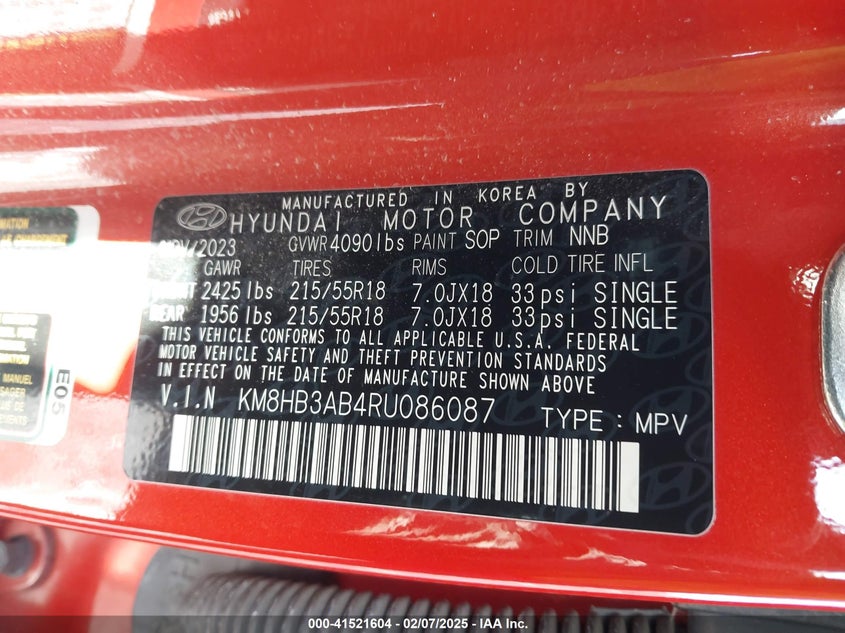 MANUFACTURED IN KOREA BY
HYUNDAI MOTOR COMPANY
/2023 GVWR 4090lbs PAINT SOP TRIM NNB
GAWR TIRES RIMS COLD TIRE INFL
2425 lbs 215/55R18 7.0JX18 33psi SINGLE
REAR 1956 lbs 215/55R18 7.0JX18 33psi SINGLE
THIS VEHICLE CONFORMS TO ALL APPLICABLE U.S.A. FEDERAL
MOTOR VEHICLE SAFETY AND THEFT PREVENTION STANDARDS
IN EFFECT ON THE DATE OF MANUFACTURE SHOWN ABOVE
V.I.N KM8HB3AB4RU086087 TYPE : MPV
E05
MANUEL
000-41521604 - 02/07/2025 - IAA Inc.